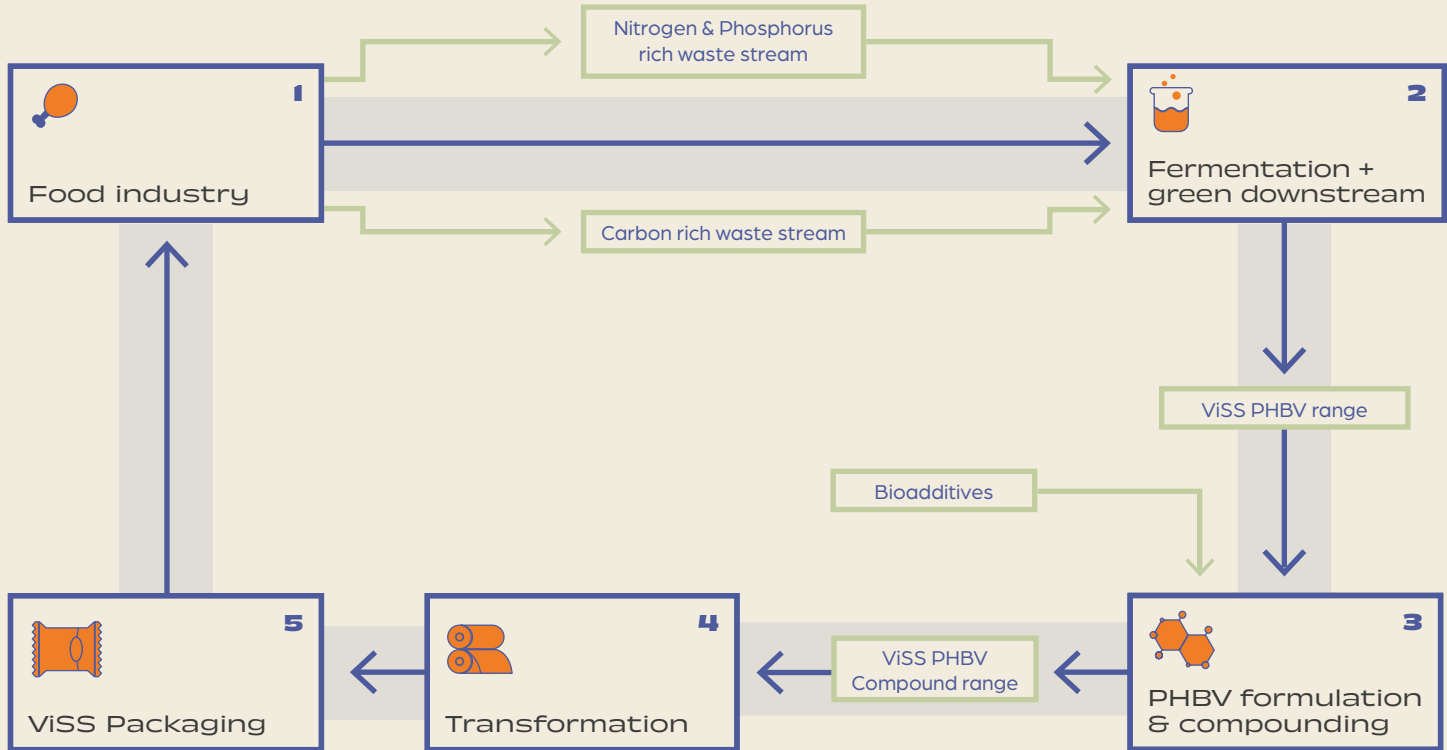 Nitrogen & Phosphorus
rich waste stream
1
Food industry
2
Fermentation +
green downstream
Carbon rich waste stream
ViSS PHBV range
Bioadditives
5
ViSS Packaging
4
Transformation
ViSS PHBV
Compound range
3
PHBV formulation
& compounding